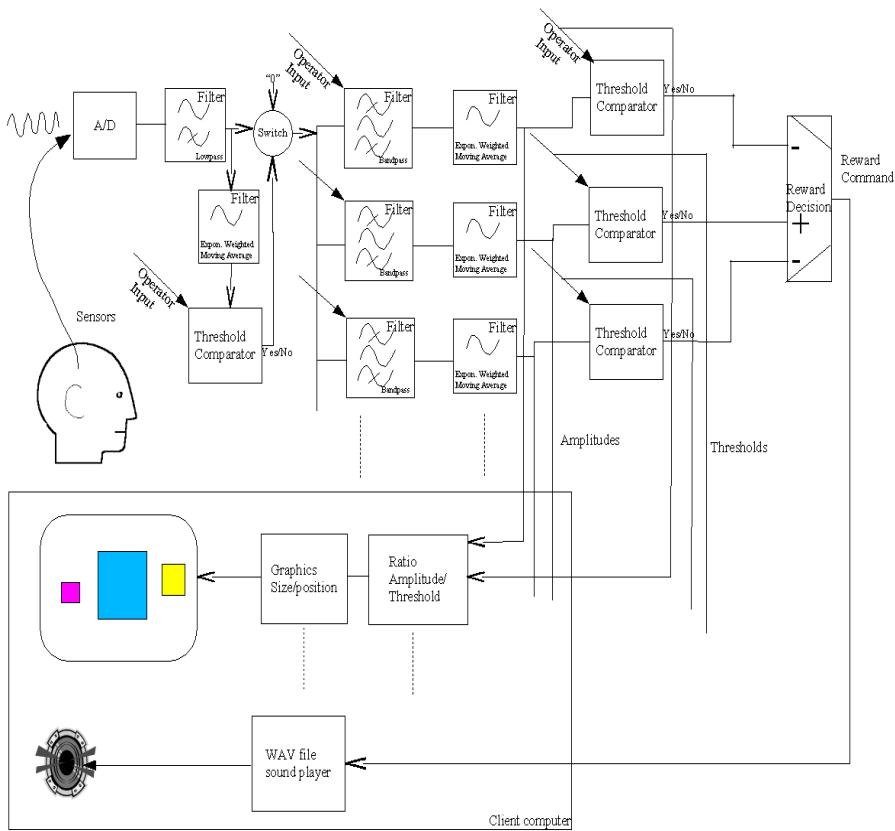 Operator
Input
Operator
Input
"0"
Filter
Lowpass
A/D
Switch
Filter
Bandpass
Filter
Expon. Weighted
Moving Average
Threshold
Comparator
Yes/No
Reward
Command
Filter
Expon. Weighted
Moving Average
Filter
Bandpass
Filter
Expon. Weighted
Moving Average
Threshold
Comparator
Yes/No
-
Reward
Decision
+
-
Operator
Input
Sensors
Threshold
Comparator
Yes/No
Filter
Bandpass
Filter
Expon. Weighted
Moving Average
Threshold
Comparator
Yes/No
Amplitudes
Thresholds
Graphics
Size/position
Ratio
Amplitude/
Threshold
WAV file
sound player
Client computer